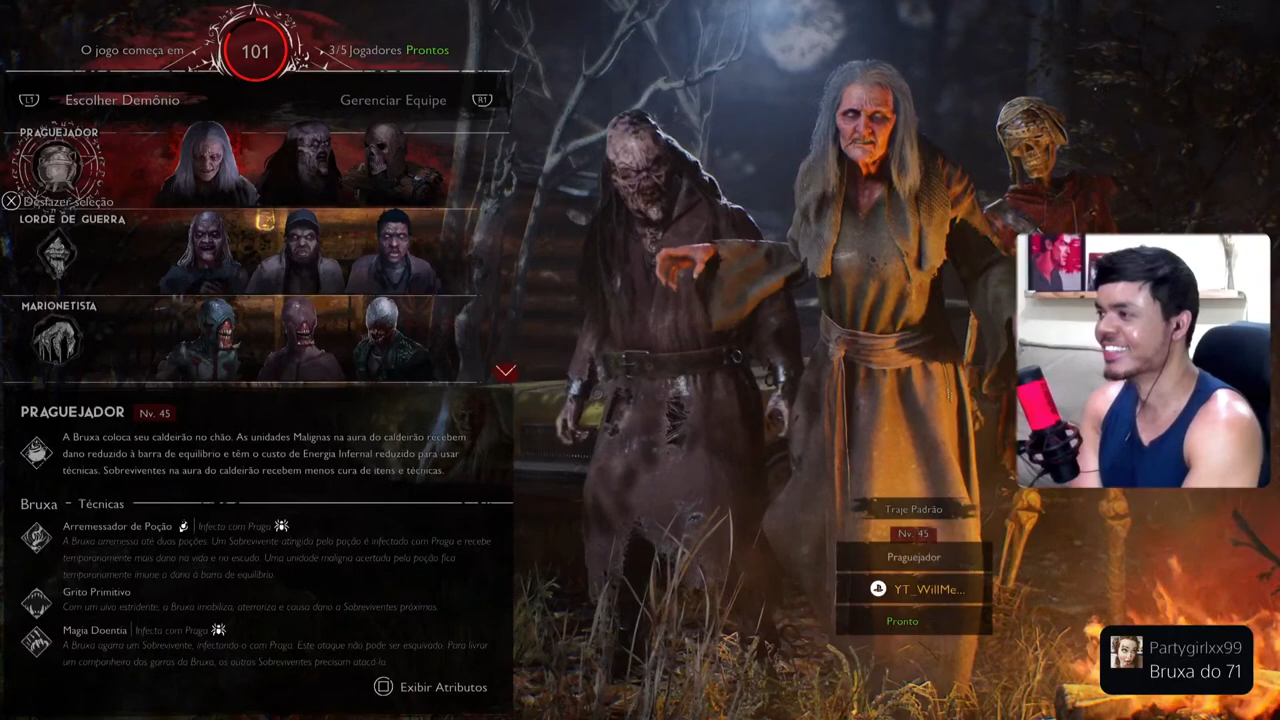 O jogo começa em
101
3/5 Jogadores Prontos
L1
Escolher Demônio
Gerenciar Equipe
R1
PRAGUEJADOR
Desfazer seleção
LORDE DE GUERRA
MARIONETISTA
PRAGUEJADOR Nv. 45
A Bruxa coloca seu caldeirão no chão. As unidades Malignas na aura do caldeirão recebem
dano reduzido à barra de equilíbrio e têm o custo de Energia Infernal reduzido para usar
técnicas. Sobreviventes na aura do caldeirão recebem menos cura de itens e técnicas.
Bruxa - Técnicas
Arremessador de Poção | Infecta com Praga
A Bruxa arremessa até duas poções. Um Sobrevivente atingido pela poção é infectado com Praga e recebe
temporariamente mais dano na vida e no escudo. Uma unidade maligna acertada pela poção fica
temporariamente imune a dano à barra de equilíbrio.
Grito Primitivo
Com um uivo estridente, a Bruxa imobiliza, aterroriza e causa dano a Sobreviventes próximos.
Magia Doentia | Infecta com Praga
A Bruxa agarra um Sobrevivente, infectando-o com Praga. Este ataque não pode ser esquivado. Para livrar
um companheiro das garras da Bruxa, os outros Sobreviventes precisam atacá-la.
Exibir Atributos
Traje Padrão
Nv. 45
Praguejador
YT_WillMe...
Pronto
Partygirlxx99
Bruxa do 71